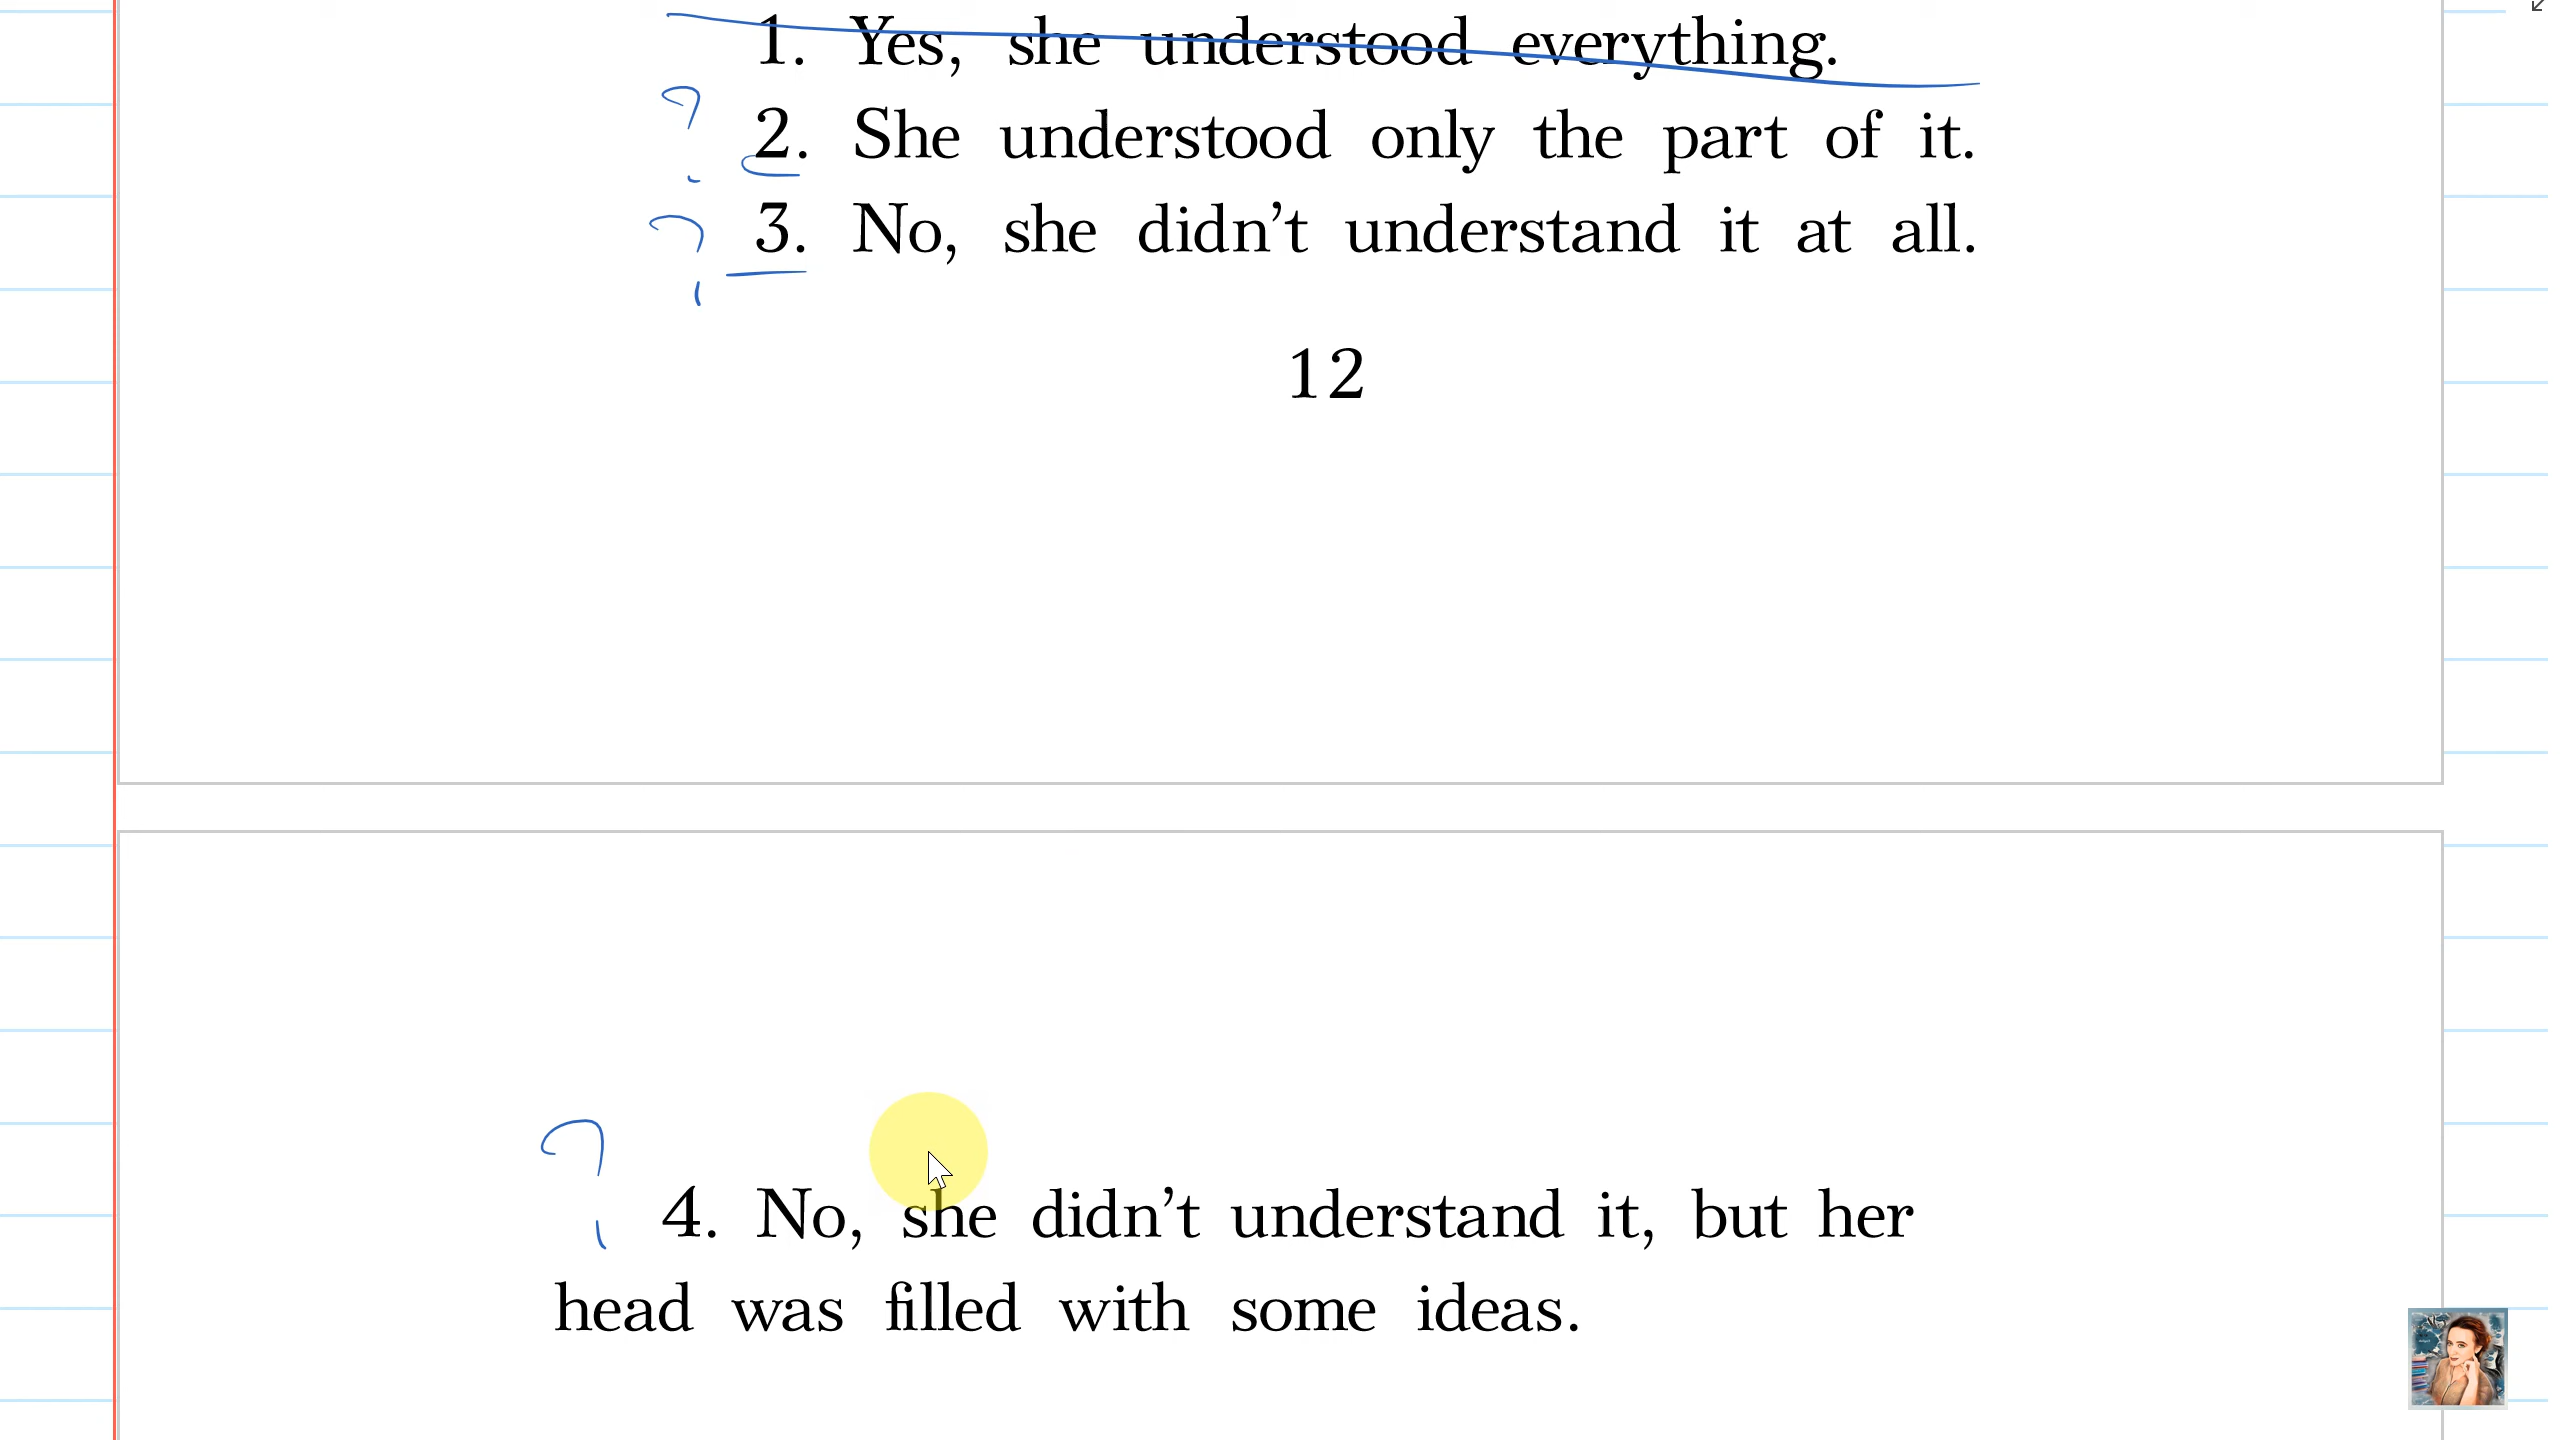 1. Yes, she understood everything.
? 2. She understood only the part of it.
? 3. No, she didn’t understand it at all.
12
? 4. No, she didn’t understand it, but her
head was filled with some ideas.